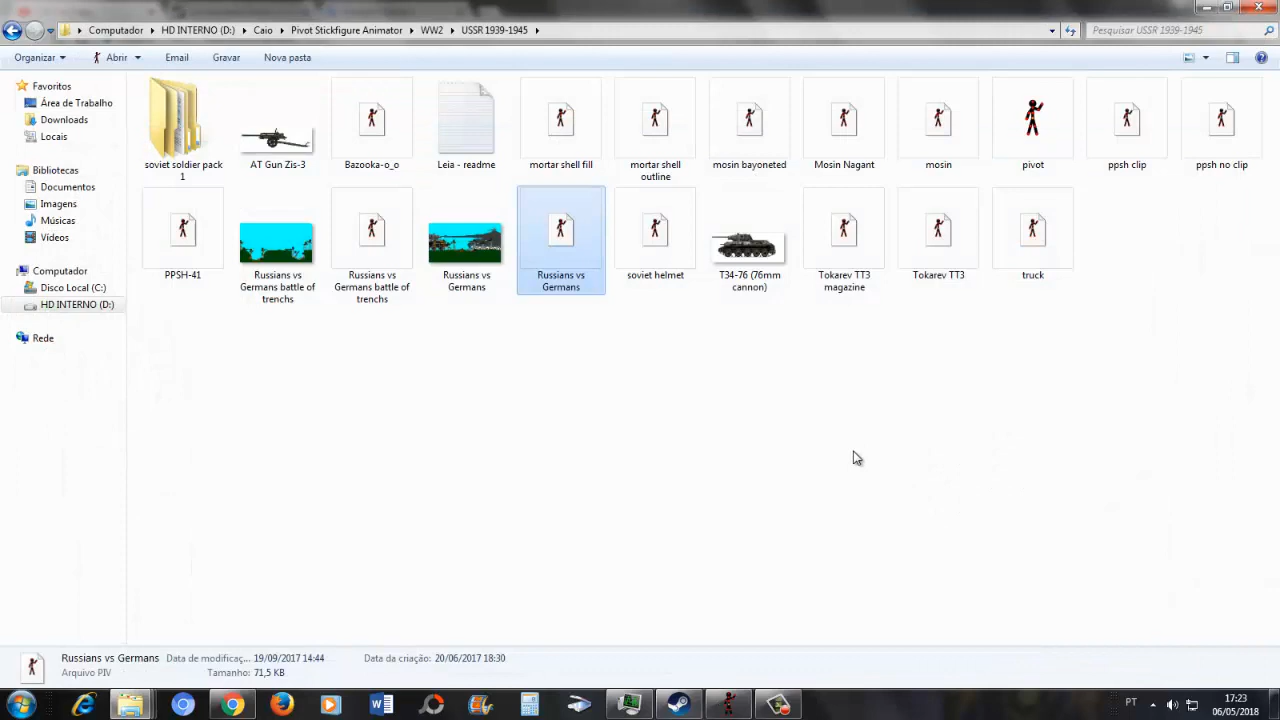 Computador ▸ HD INTERNO (D:) ▸ Caio ▸ Pivot Stickfigure Animator ▸ WW2 ▸ USSR 1939-1945 ▸
Pesquisar USSR 1939-1945
Organizar Abrir Email Gravar Nova pasta
Favoritos
Área de Trabalho
Downloads
Locais
Bibliotecas
Documentos
Imagens
Músicas
Vídeos
Computador
Disco Local (C:)
HD INTERNO (D:)
Rede
soviet soldier pack
1
AT Gun Zis-3
Bazooka-o_o
Leia - readme
mortar shell fill
mortar shell
outline
mosin bayoneted
Mosin Nagant
mosin
pivot
ppsh clip
ppsh no clip
PPSH-41
Russians vs
Germans battle of
trenchs
Russians vs
Germans battle of
trenchs
Russians vs
Germans
Russians vs
Germans
soviet helmet
T34-76 (76mm
cannon)
Tokarev TT3
magazine
Tokarev TT3
truck
Russians vs Germans Data de modificaç... 19/09/2017 14:44 Data da criação: 20/06/2017 18:30
Arquivo PIV Tamanho: 71,5 KB
PT
17:23
06/05/2018